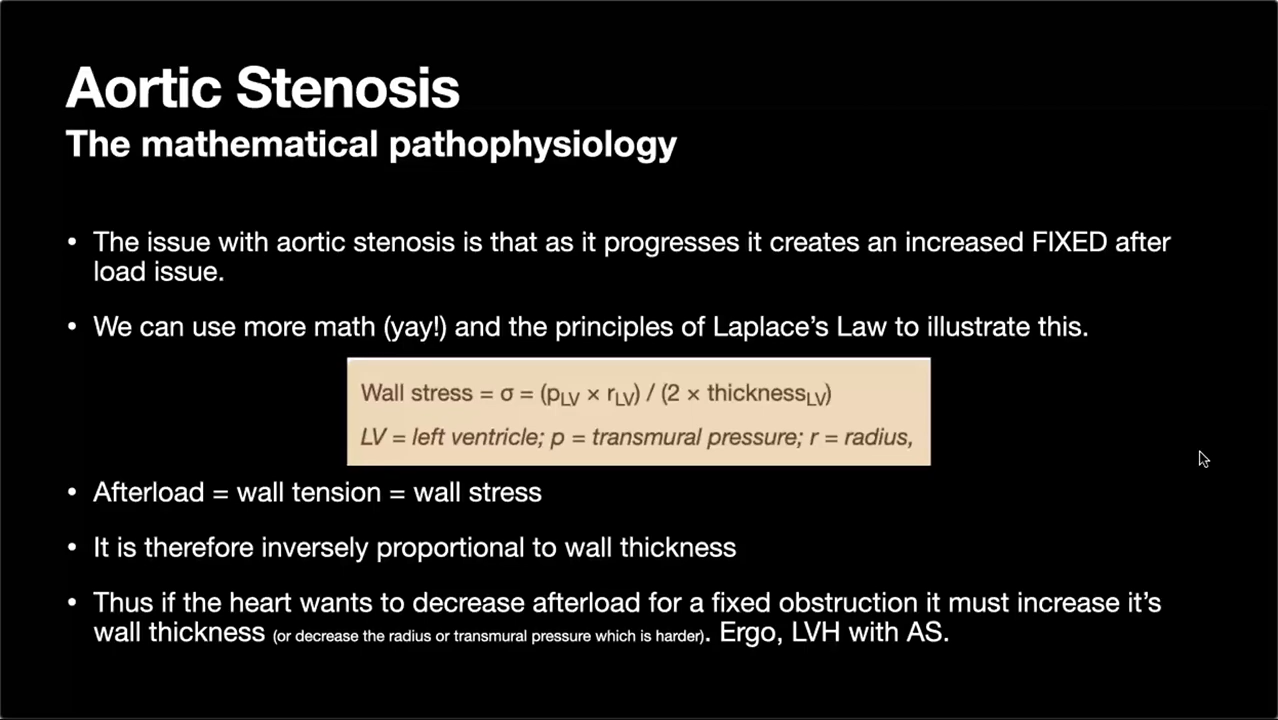 Aortic Stenosis
The mathematical pathophysiology
• The issue with aortic stenosis is that as it progresses it creates an increased FIXED after
load issue.
• We can use more math (yay!) and the principles of Laplace’s Law to illustrate this.
Wall stress = σ = (pLV × rLV) / (2 × thicknessLV)
LV = left ventricle; p = transmural pressure; r = radius,
• Afterload = wall tension = wall stress
• It is therefore inversely proportional to wall thickness
• Thus if the heart wants to decrease afterload for a fixed obstruction it must increase it’s
wall thickness (or decrease the radius or transmural pressure which is harder). Ergo, LVH with AS.